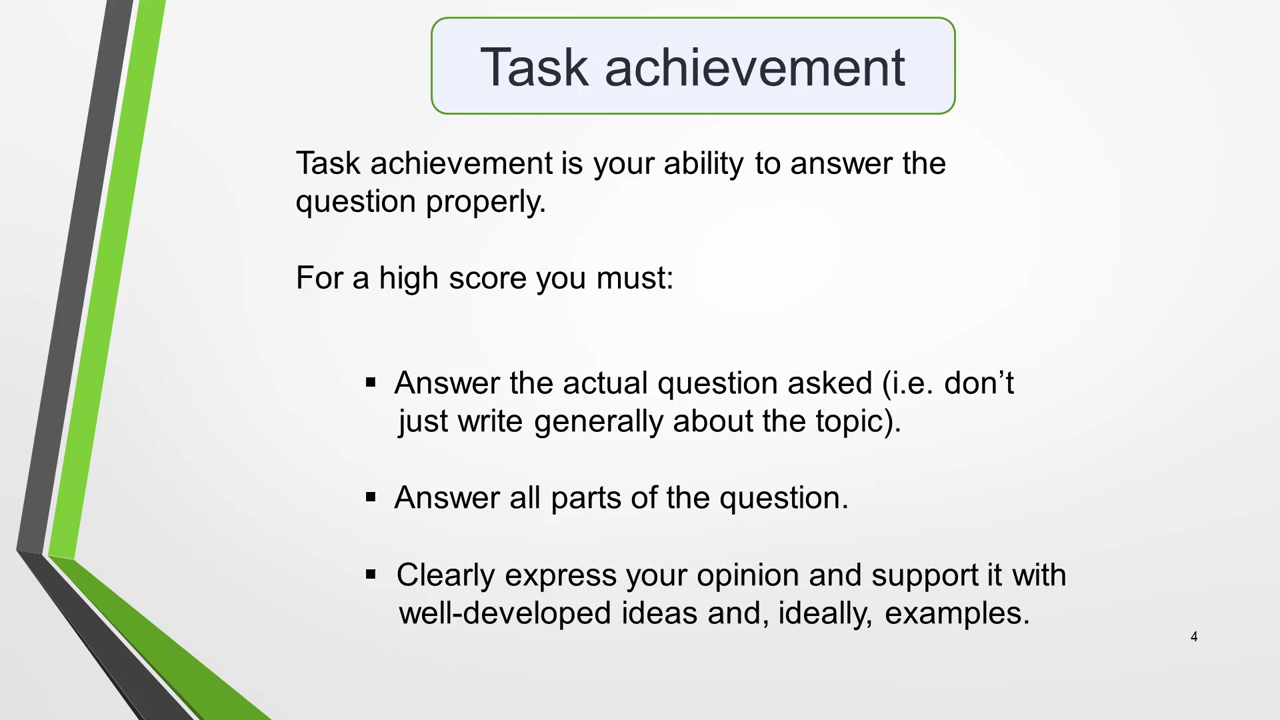 Task achievement
Task achievement is your ability to answer the
question properly.
For a high score you must:
▪ Answer the actual question asked (i.e. don’t
just write generally about the topic).
▪ Answer all parts of the question.
▪ Clearly express your opinion and support it with
well-developed ideas and, ideally, examples.
4